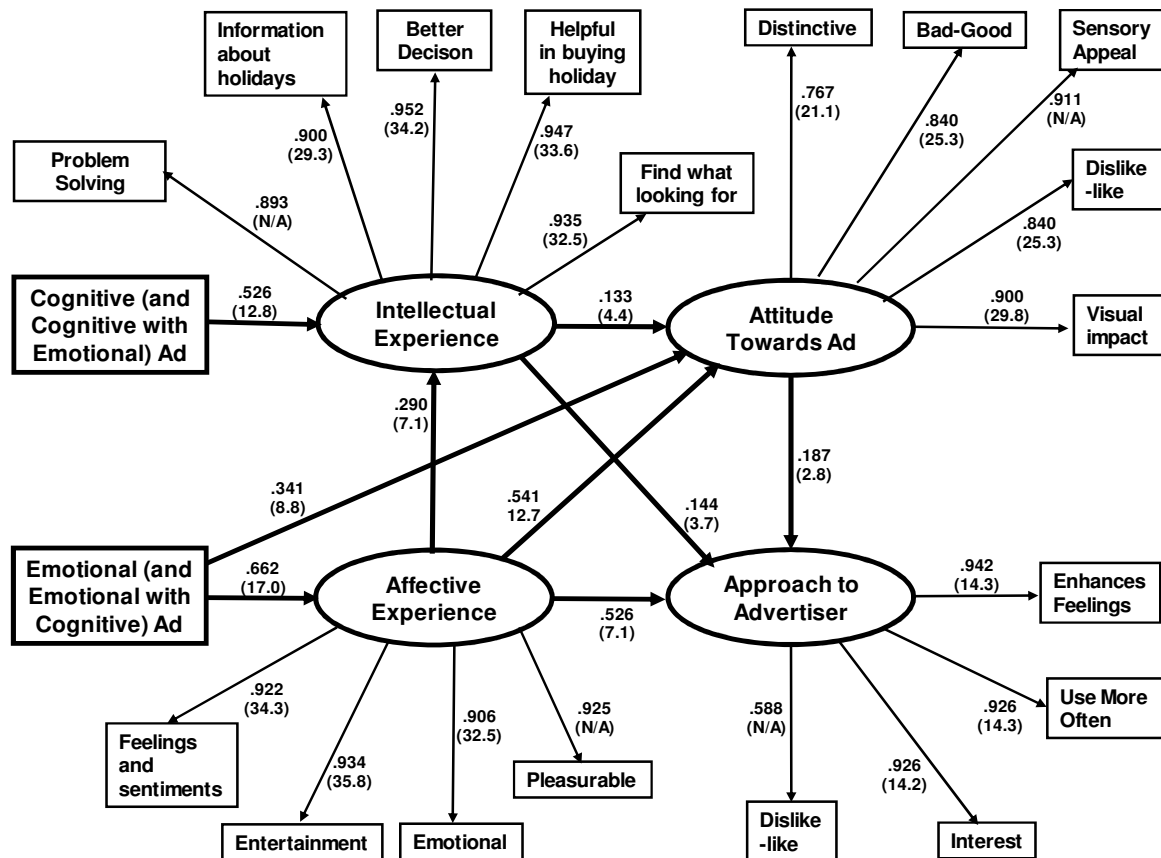 Information
about
holidays
Better
Decison
Helpful
in buying
holiday
Distinctive
Bad-Good
Sensory
Appeal
.900
(29.3)
.952
(34.2)
.947
(33.6)
.767
(21.1)
.840
(25.3)
.911
(N/A)
Problem
Solving
.893
(N/A)
Find what
looking for
.935
(32.5)
Dislike
-like
.840
(25.3)
Cognitive (and
Cognitive with
Emotional) Ad
.526
(12.8)
Intellectual
Experience
.133
(4.4)
Attitude
Towards Ad
.900
(29.8)
Visual
impact
.290
(7.1)
.341
(8.8)
.541
12.7
.144
(3.7)
.187
(2.8)
Emotional (and
Emotional with
Cognitive) Ad
.662
(17.0)
Affective
Experience
.526
(7.1)
Approach to
Advertiser
.942
(14.3)
Enhances
Feelings
.922
(34.3)
.934
(35.8)
.906
(32.5)
.925
(N/A)
.588
(N/A)
.926
(14.2)
.926
(14.3)
Use More
Often
Feelings
and
sentiments
Entertainment
Emotional
Pleasurable
Dislike
-like
Interest